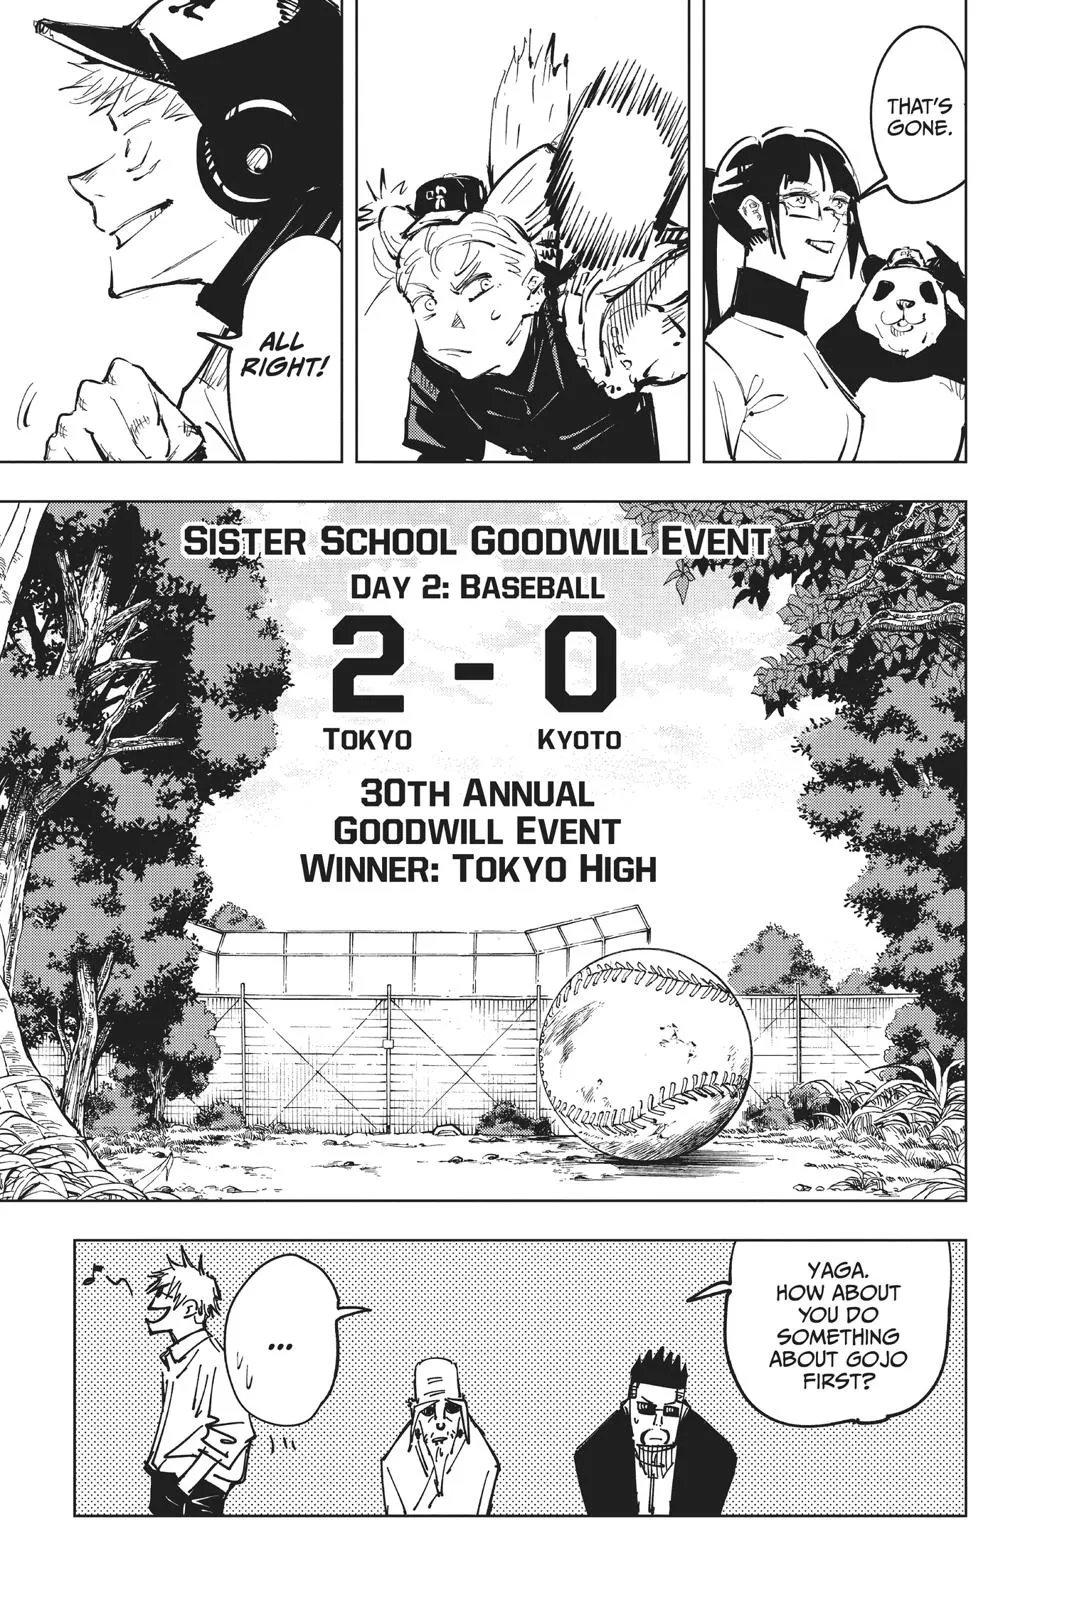 THAT'S
GONE.
ALL
RIGHT!
SISTER SCHOOL GOODWILL EVENT
DAY 2: BASEBALL
2 - 0
TOKYO KYOTO
30TH ANNUAL
GOODWILL EVENT
WINNER: TOKYO HIGH
YAGA.
HOW ABOUT
YOU DO
SOMETHING
ABOUT GOJO
FIRST?
...